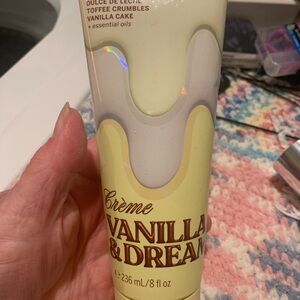 DULCE DE LECHE
TOFFEE CRUMBLES
VANILLA CAKE
+ essential oils
Crème
VANILLA
& DREAM
236 mL/8 fl oz